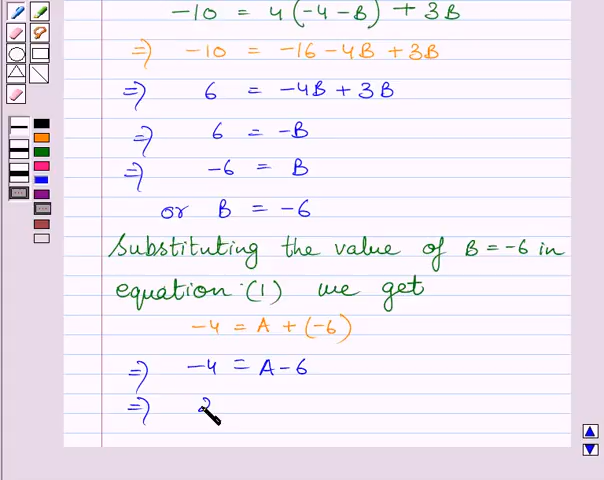 -10 = 4(-4-B) + 3B
⇒ -10 = -16-4B+3B
⇒ 6 = -4B+3B
⇒ 6 = -B
⇒ -6 = B
or B = -6
Substituting the value of B = -6 in
equation (1) we get
-4 = A + (-6)
⇒ -4 = A - 6
⇒ 2